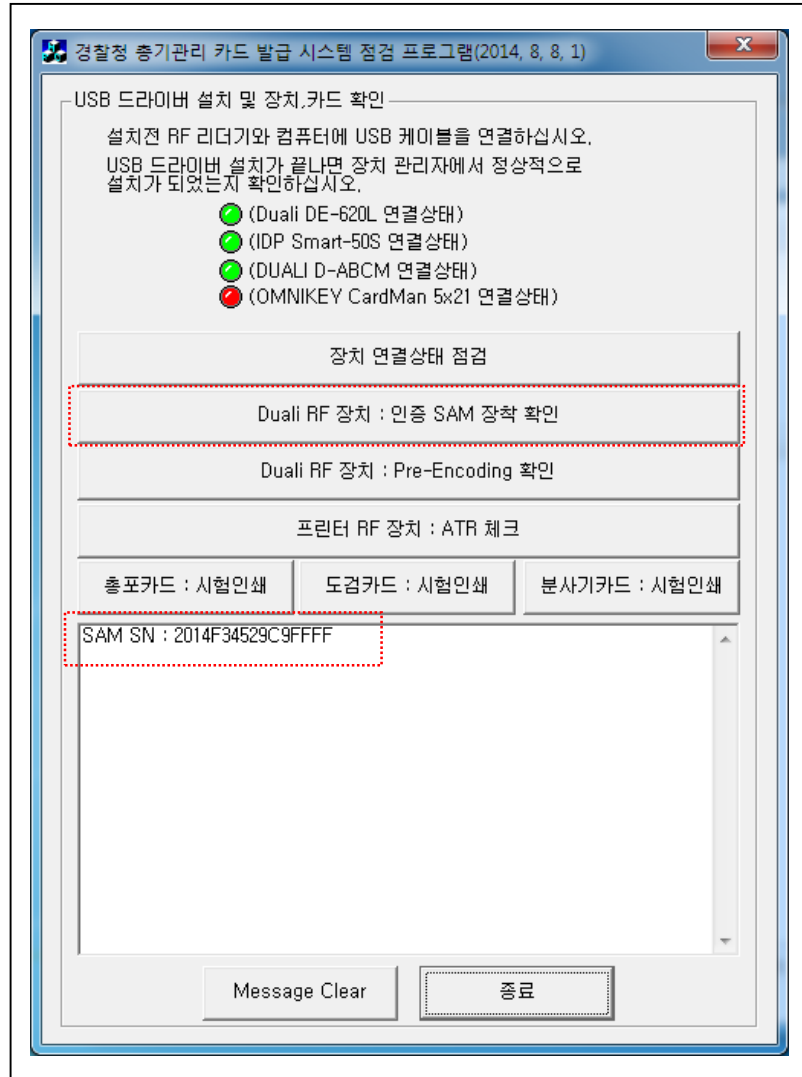 경찰청 총기관리 카드 발급 시스템 점검 프로그램(2014, 8, 8, 1)
USB 드라이버 설치 및 장치,카드 확인
설치전 RF 리더기와 컴퓨터에 USB 케이블을 연결하십시오.
USB 드라이버 설치가 끝나면 장치 관리자에서 정상적으로
설치가 되었는지 확인하십시오.
(Duali DE-620L 연결상태)
(IDP Smart-50S 연결상태)
(DUALI D-ABCM 연결상태)
(OMNIKEY CardMan 5x21 연결상태)
장치 연결상태 점검
Duali RF 장치 : 인증 SAM 장착 확인
Duali RF 장치 : Pre-Encoding 확인
프린터 RF 장치 : ATR 체크
총포카드 : 시험인쇄 도검카드 : 시험인쇄 분사기카드 : 시험인쇄
SAM SN : 2014F34529C9FFFF
Message Clear 종료